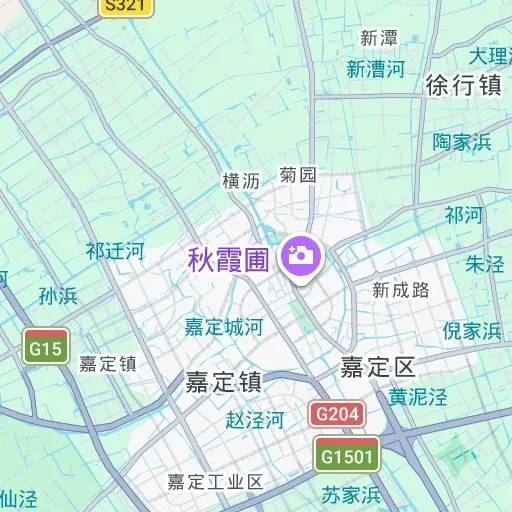 S321
新潭
大理
新漕河
徐行镇
陶家浜
菊园
横沥
祁河
祁迁河
秋霞圃
朱泾
孙浜
新成路
嘉定城河
倪家浜
G15
嘉定镇
嘉定区
嘉定镇
黄泥泾
G204
赵泾河
G1501
嘉定工业区
仙泾
苏家浜